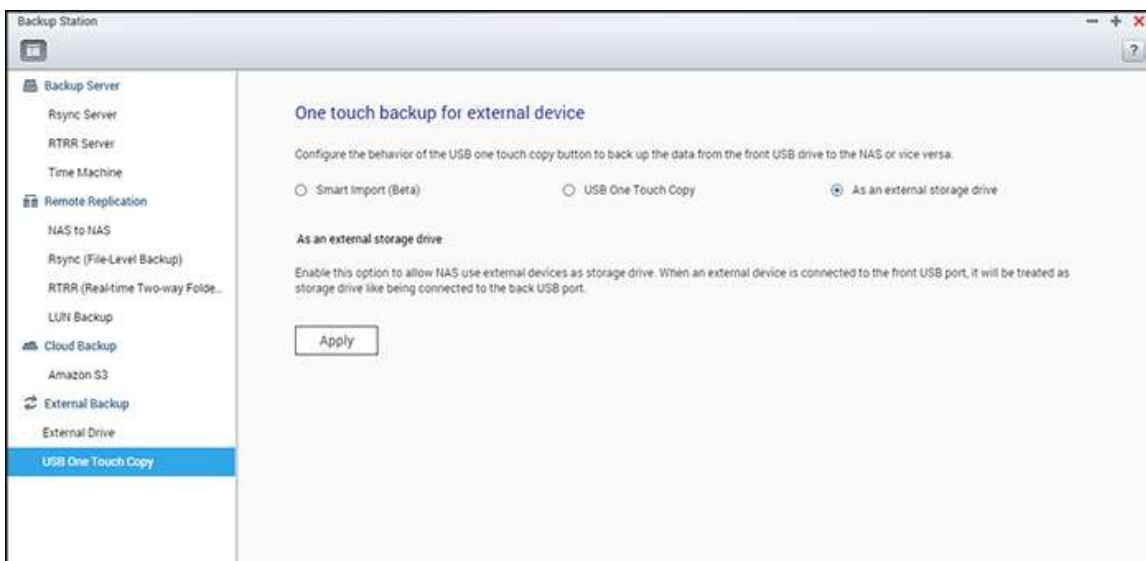 Backup Station
Backup Server
Rsync Server
RTRR Server
Time Machine
Remote Replication
NAS to NAS
Rsync (File-Level Backup)
RTRR (Real-time Two-way Folde...
LUN Backup
Cloud Backup
Amazon S3
External Backup
External Drive
USB One Touch Copy
?
One touch backup for external device
Configure the behavior of the USB one touch copy button to back up the data from the front USB drive to the NAS or vice versa.
Smart Import (Beta)
USB One Touch Copy
As an external storage drive
As an external storage drive
Enable this option to allow NAS use external devices as storage drive. When an external device is connected to the front USB port, it will be treated as
storage drive like being connected to the back USB port.
Apply